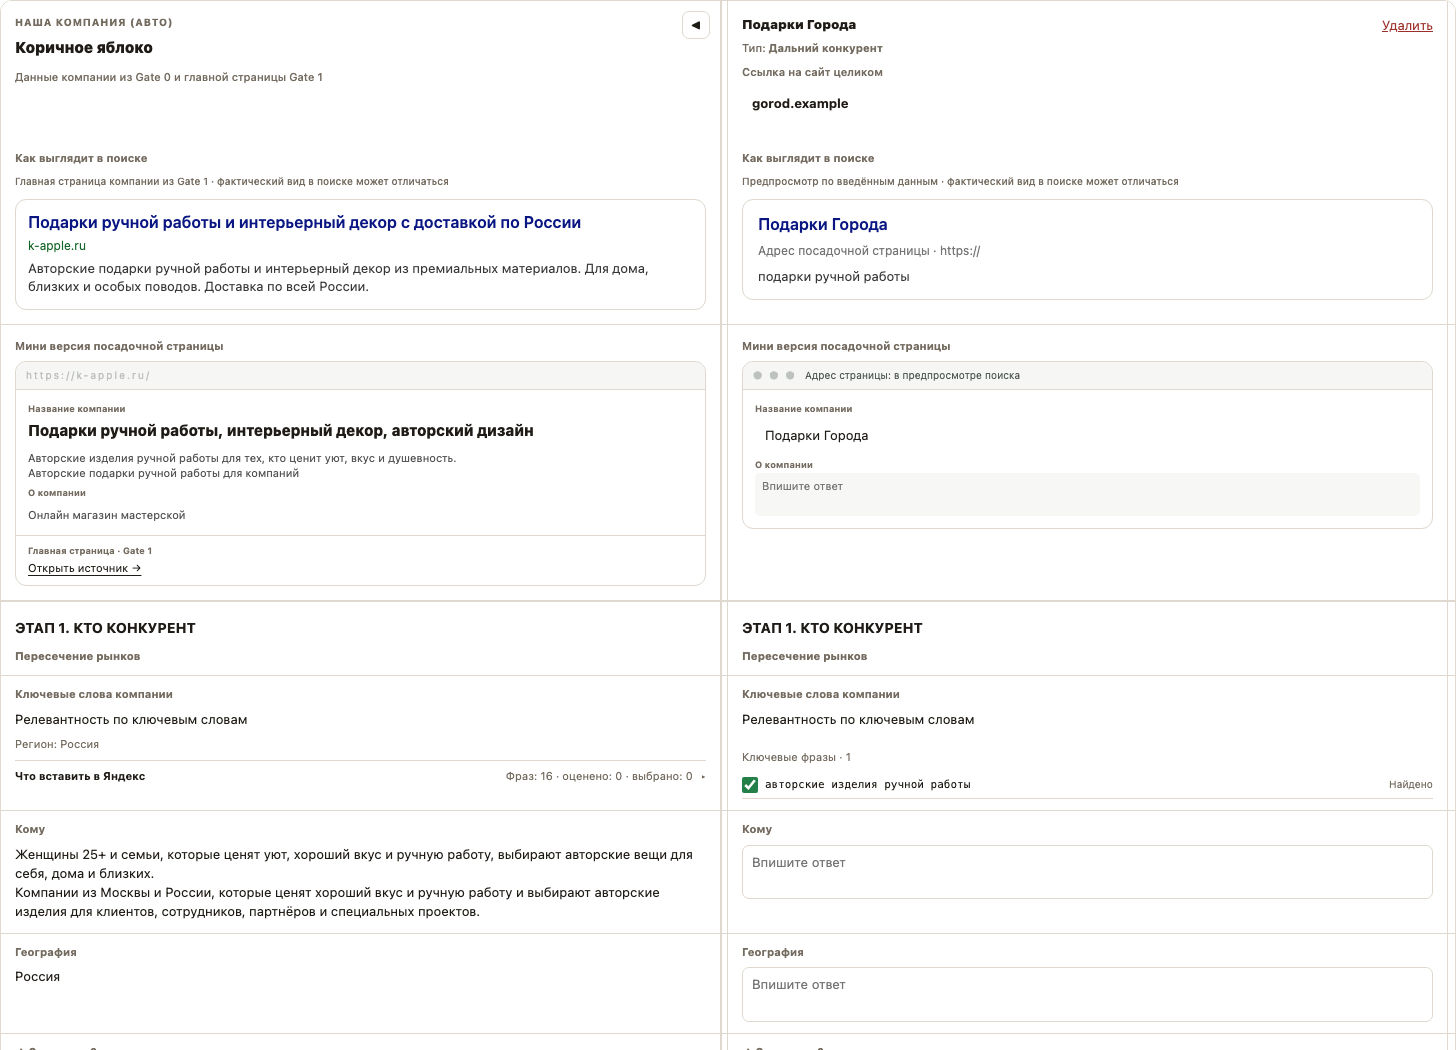 НАША КОМПАНИЯ (АВТО)
Коричное яблоко
Данные компании из Gate 0 и главной страницы Gate 1
Как выглядит в поиске
Главная страница компании из Gate 1 · фактический вид в поиске может отличаться
Подарки ручной работы и интерьерный декор с доставкой по России
k-apple.ru
Авторские подарки ручной работы и интерьерный декор из премиальных материалов. Для дома,
близких и особых поводов. Доставка по всей России.
Мини версия посадочной страницы
https://k-apple.ru/
Название компании
Подарки ручной работы, интерьерный декор, авторский дизайн
Авторские изделия ручной работы для тех, кто ценит уют, вкус и душевность.
Авторские подарки ручной работы для компаний
О компании
Онлайн магазин мастерской
Главная страница · Gate 1
Открыть источник →
ЭТАП 1. КТО КОНКУРЕНТ
Пересечение рынков
Ключевые слова компании
Релевантность по ключевым словам
Регион: Россия
Что вставить в Яндекс
Фраз: 16 · оценено: 0 · выбрано: 0
Кому
Женщины 25+ и семьи, которые ценят уют, хороший вкус и ручную работу, выбирают авторские вещи для
себя, дома и близких.
Компании из Москвы и России, которые ценят хороший вкус и ручную работу и выбирают авторские
изделия для клиентов, сотрудников, партнёров и специальных проектов.
География
Россия
Подарки Города
Удалить
Тип: Дальний конкурент
Ссылка на сайт целиком
gorod.example
Как выглядит в поиске
Предпросмотр по введённым данным · фактический вид в поиске может отличаться
Подарки Города
Адрес посадочной страницы · https://
подарки ручной работы
Мини версия посадочной страницы
Адрес страницы: в предпросмотре поиска
Название компании
Подарки Города
О компании
Впишите ответ
ЭТАП 1. КТО КОНКУРЕНТ
Пересечение рынков
Ключевые слова компании
Релевантность по ключевым словам
Ключевые фразы · 1
авторские изделия ручной работы
Найдено
Кому
Впишите ответ
География
Впишите ответ